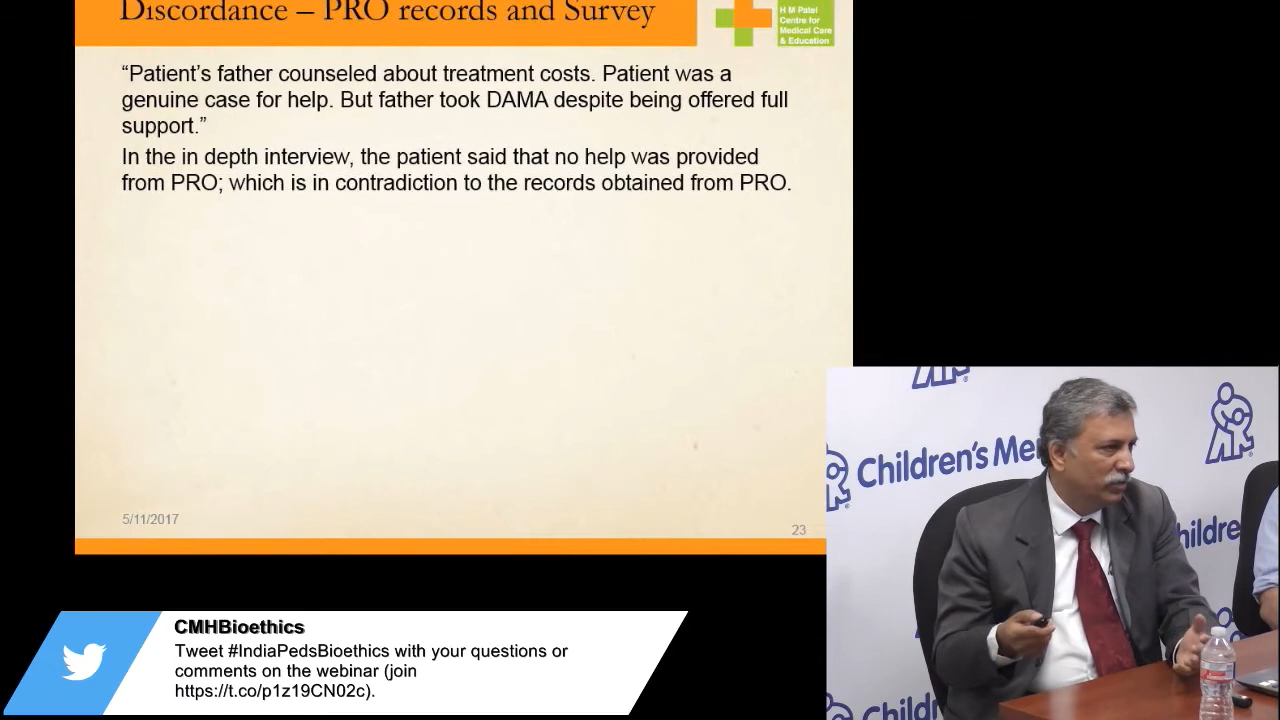 Discordance – PRO records and Survey
H M Patel
Centre for
Medical Care
& Education
“Patient’s father counseled about treatment costs. Patient was a
genuine case for help. But father took DAMA despite being offered full
support.”
In the in depth interview, the patient said that no help was provided
from PRO; which is in contradiction to the records obtained from PRO.
5/11/2017
23
Children's Me
hildre
Childre
CMHBioethics
Tweet #IndiaPedsBioethics with your questions or
comments on the webinar (join
https://t.co/p1z19CN02c).